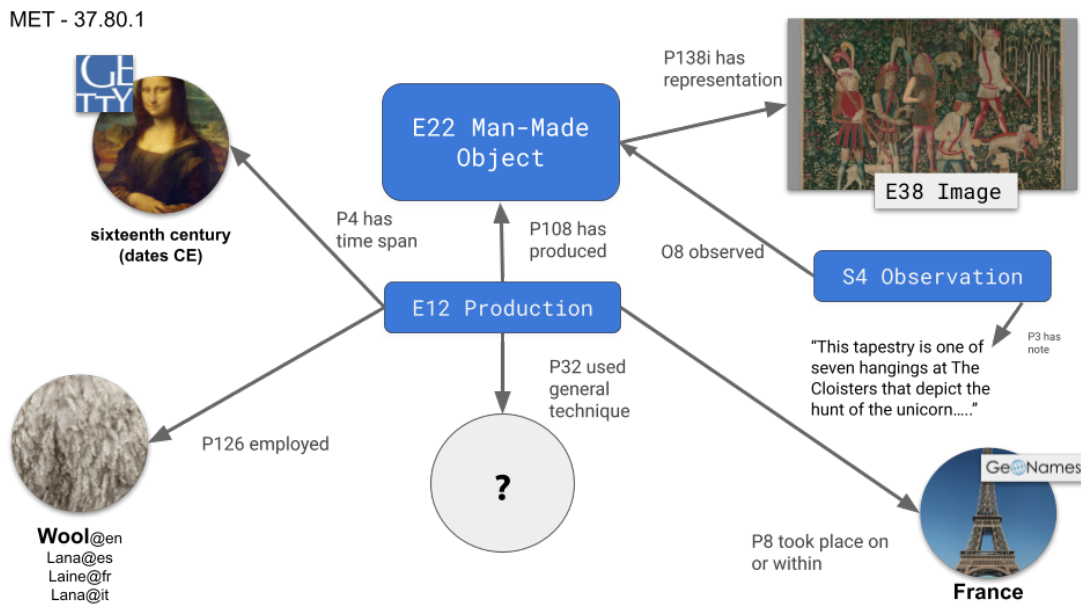 MET - 37.80.1
GE
TTY
sixteenth century
(dates CE)
P4 has
time span
E22 Man-Made
Object
P138i has
representation
E38 Image
P108 has
produced
O8 observed
S4 Observation
E12 Production
P3 has
note
“This tapestry is one of
seven hangings at The
Cloisters that depict the
hunt of the unicorn…..”
P32 used
general
technique
?
P126 employed
Wool@en
Lana@es
Laine@fr
Lana@it
P8 took place on
or within
GeoNames
France